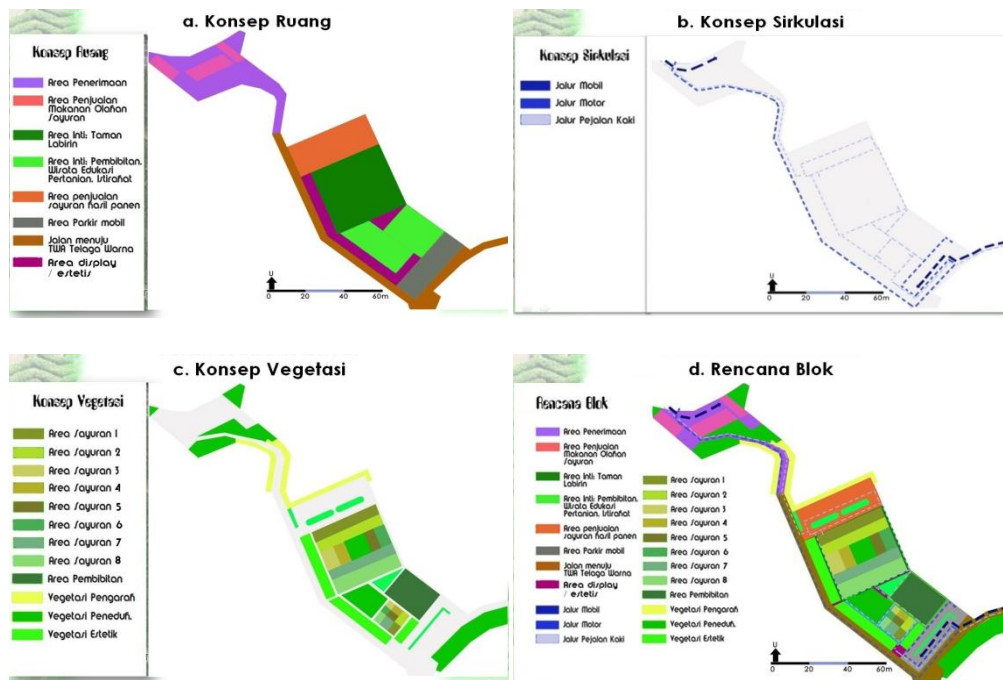 a. Konsep Ruang
Konsep Ruang
Area Penerimaan
Area Penjualan
Makanan Olahan
Sayuran
Area Inti: Taman
Labirin
Area Inti: Pembibitan,
Wisata Edukasi
Pertanian, Istirahat
Area penjualan
sayuran hasil panen
Area Parkir mobil
Jalan menuju
TWA Telaga Warna
Area display
/ estetis
U
0 20 40 60m
b. Konsep Sirkulasi
Konsep Sirkulasi
Jalur Mobil
Jalur Motor
Jalur Pejalan Kaki
U
0 20 40 60m
c. Konsep Vegetasi
Konsep Vegetasi
Area Sayuran 1
Area Sayuran 2
Area Sayuran 3
Area Sayuran 4
Area Sayuran 5
Area Sayuran 6
Area Sayuran 7
Area Sayuran 8
Area Pembibitan
Vegetasi Pengarah
Vegetasi Peneduh.
Vegetasi Estetik
d. Rencana Blok
Rencana Blok
Area Penerimaan
Area Penjualan
Makanan Olahan
Sayuran
Area Inti: Taman
Labirin
Area Inti: Pembibitan,
Wisata Edukasi
Pertanian, Istirahat
Area penjualan
sayuran hasil panen
Area Parkir mobil
Jalan menuju
TWA Telaga Warna
Area display
/ estetis
Jalur Mobil
Jalur Motor
Jalur Pejalan Kaki
Area Sayuran 1
Area Sayuran 2
Area Sayuran 3
Area Sayuran 4
Area Sayuran 5
Area Sayuran 6
Area Sayuran 7
Area Sayuran 8
Area Pembibitan
Vegetasi Pengarah
Vegetasi Peneduh.
Vegetasi Estetik
U
0 20 40 60m